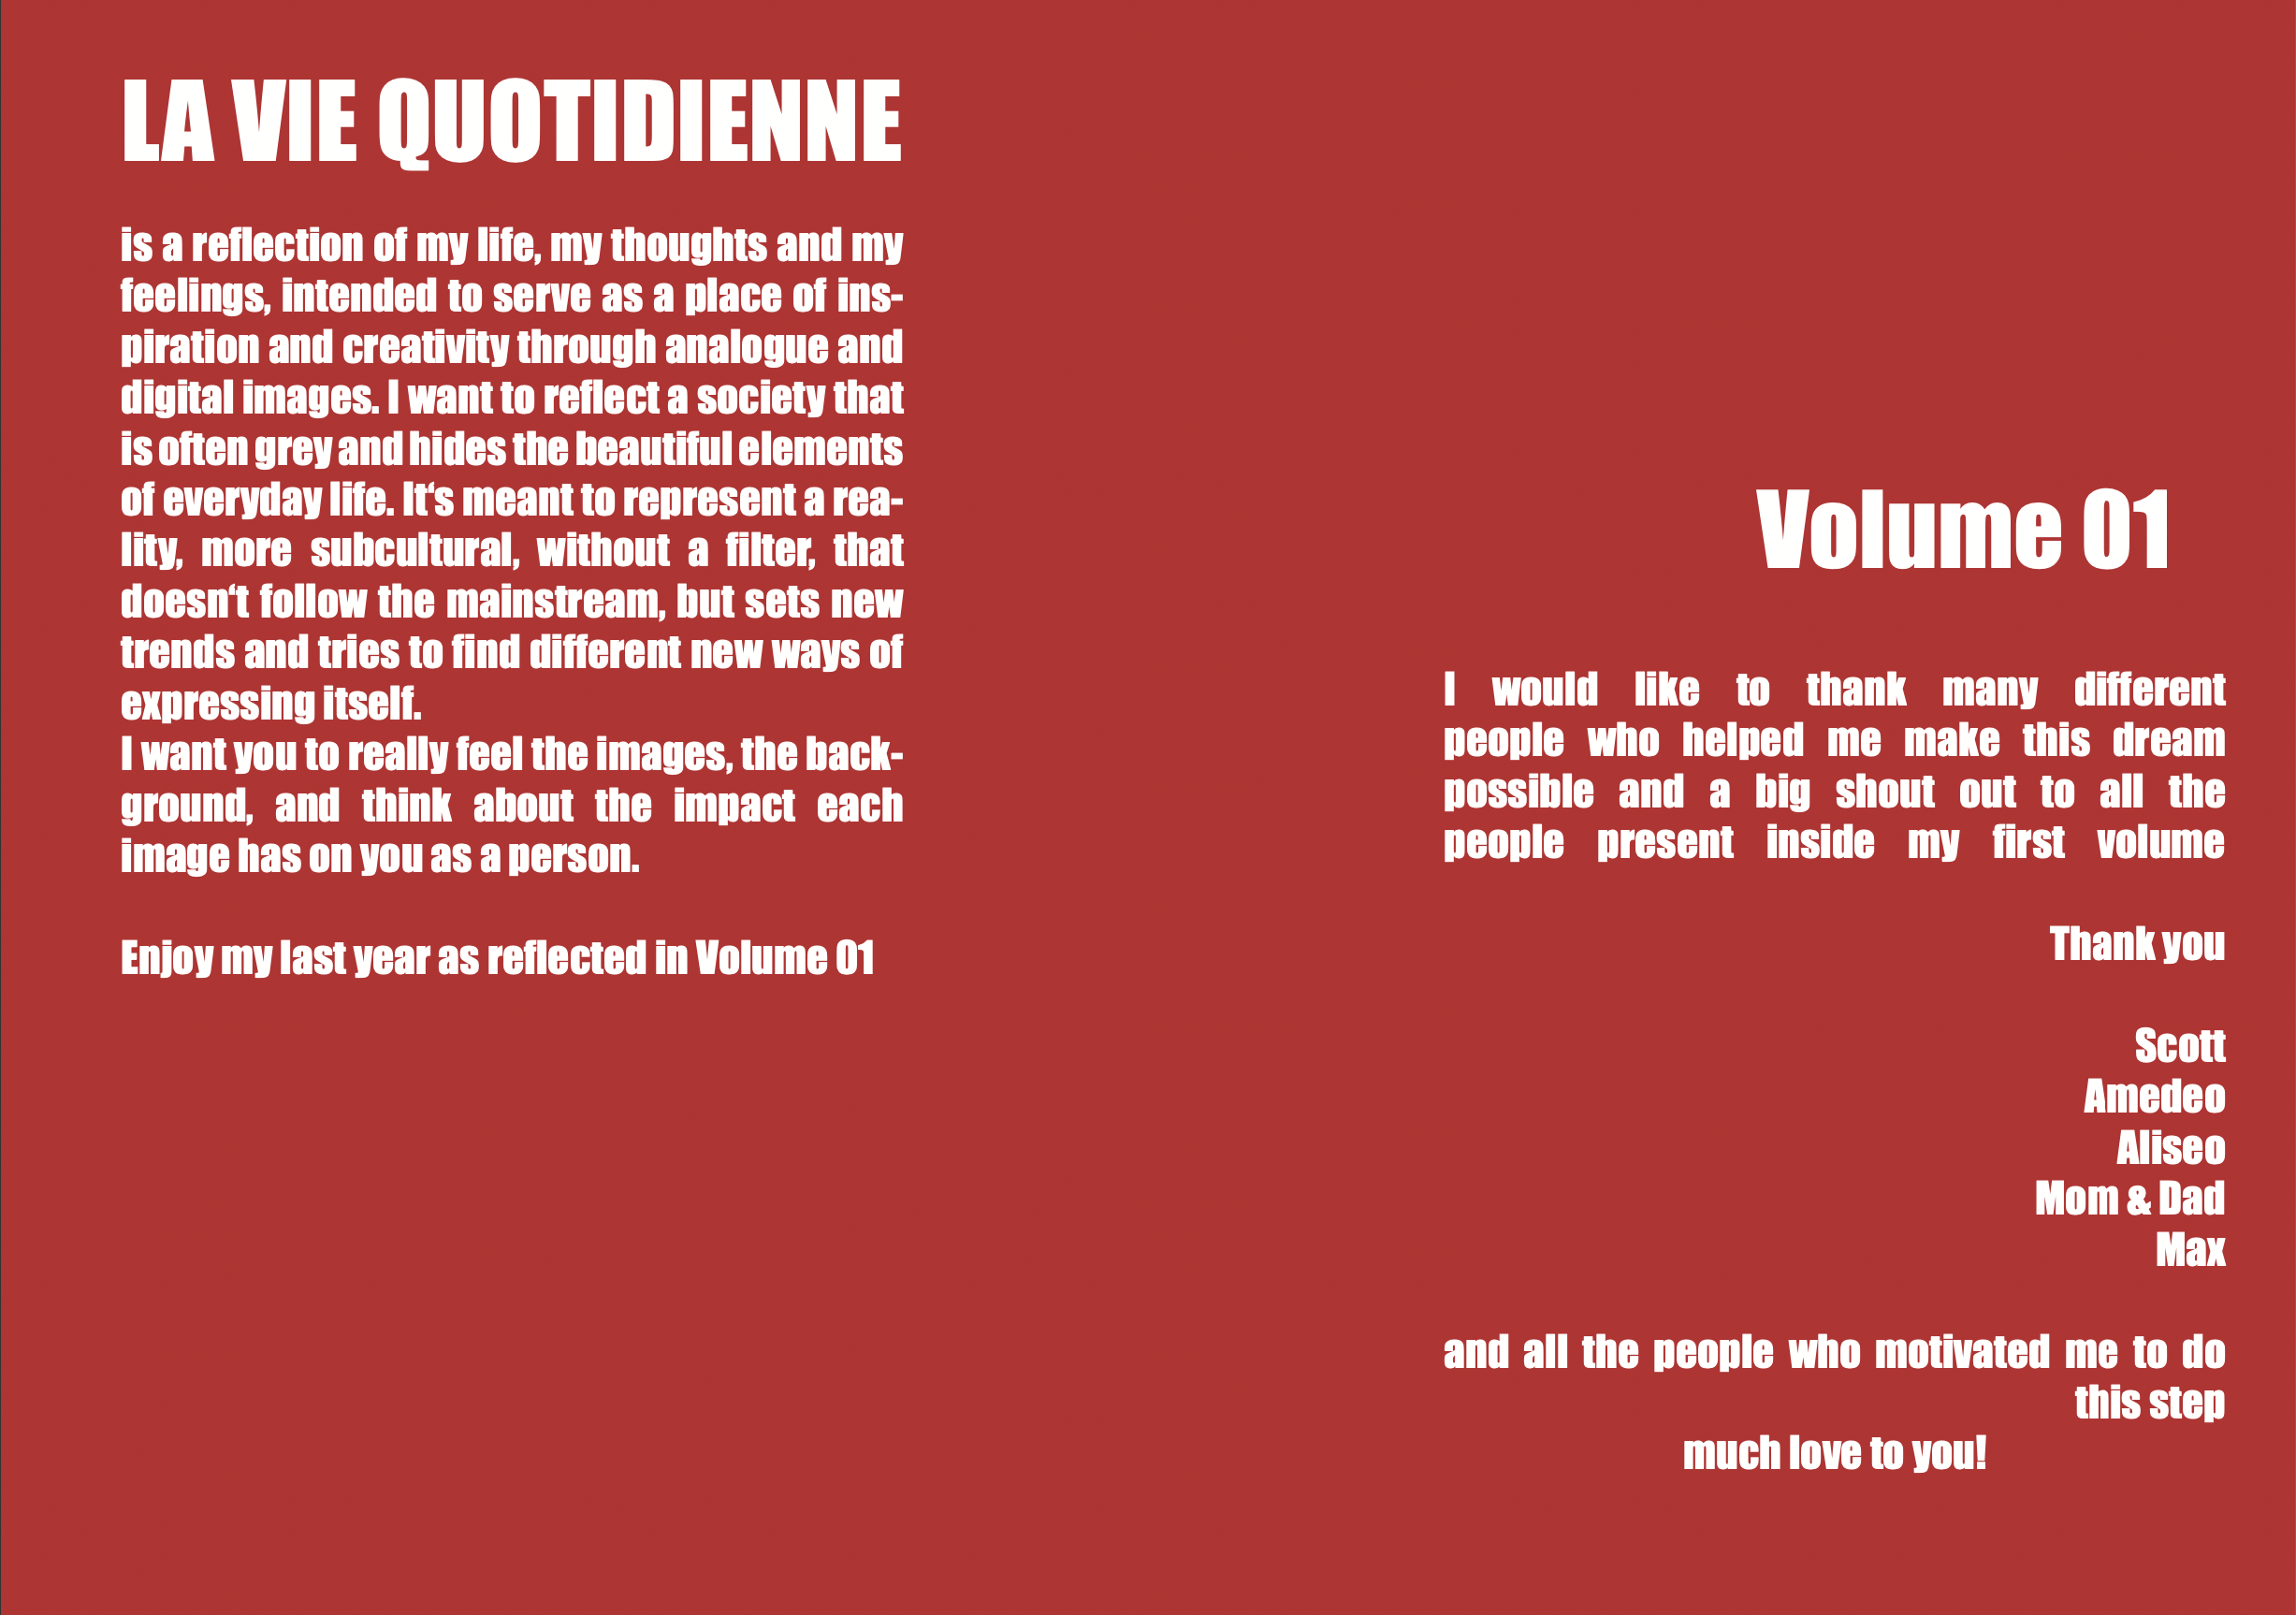 LA VIE QUOTIDIENNE
is a reflection of my life, my thoughts and my
feelings, intended to serve as a place of ins-
piration and creativity through analogue and
digital images. I want to reflect a society that
is often grey and hides the beautiful elements
of everyday life. It‘s meant to represent a rea-
lity, more subcultural, without a filter, that
doesn‘t follow the mainstream, but sets new
trends and tries to find different new ways of
expressing itself.
I want you to really feel the images, the back-
ground, and think about the impact each
image has on you as a person.
Enjoy my last year as reflected in Volume 01
Volume 01
I would like to thank many different
people who helped me make this dream
possible and a big shout out to all the
people present inside my first volume
Thank you
Scott
Amedeo
Aliseo
Mom & Dad
Max
and all the people who motivated me to do
this step
much love to you!